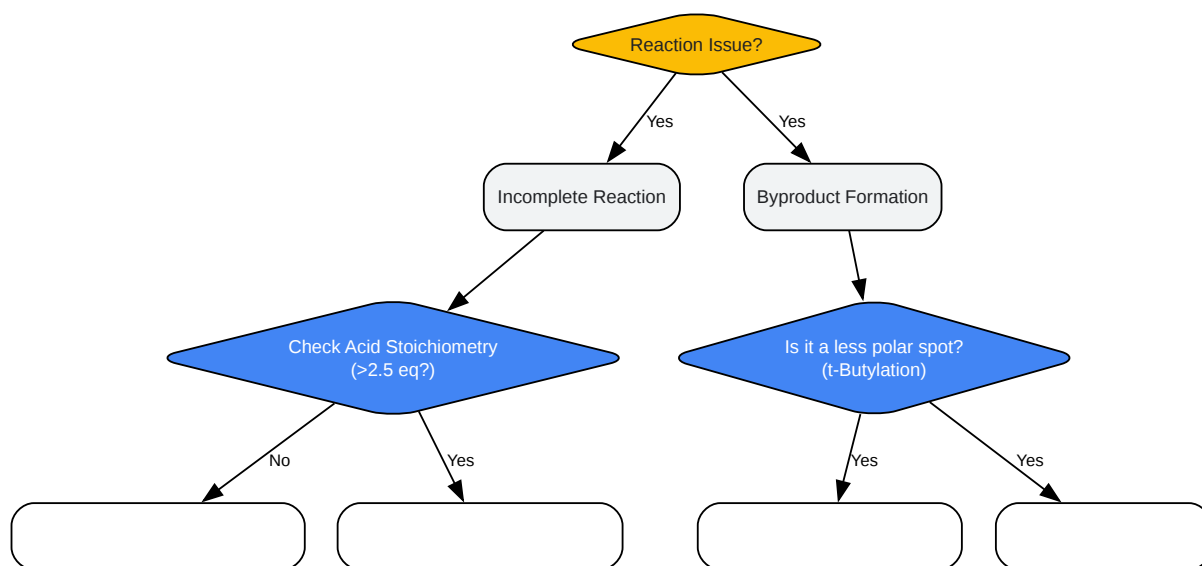 Reaction Issue?
Yes
Yes
Incomplete Reaction
Byproduct Formation
Check Acid Stoichiometry
(>2.5 eq?)
Is it a less polar spot?
(t-Butylation)
No
Yes
Yes
Yes